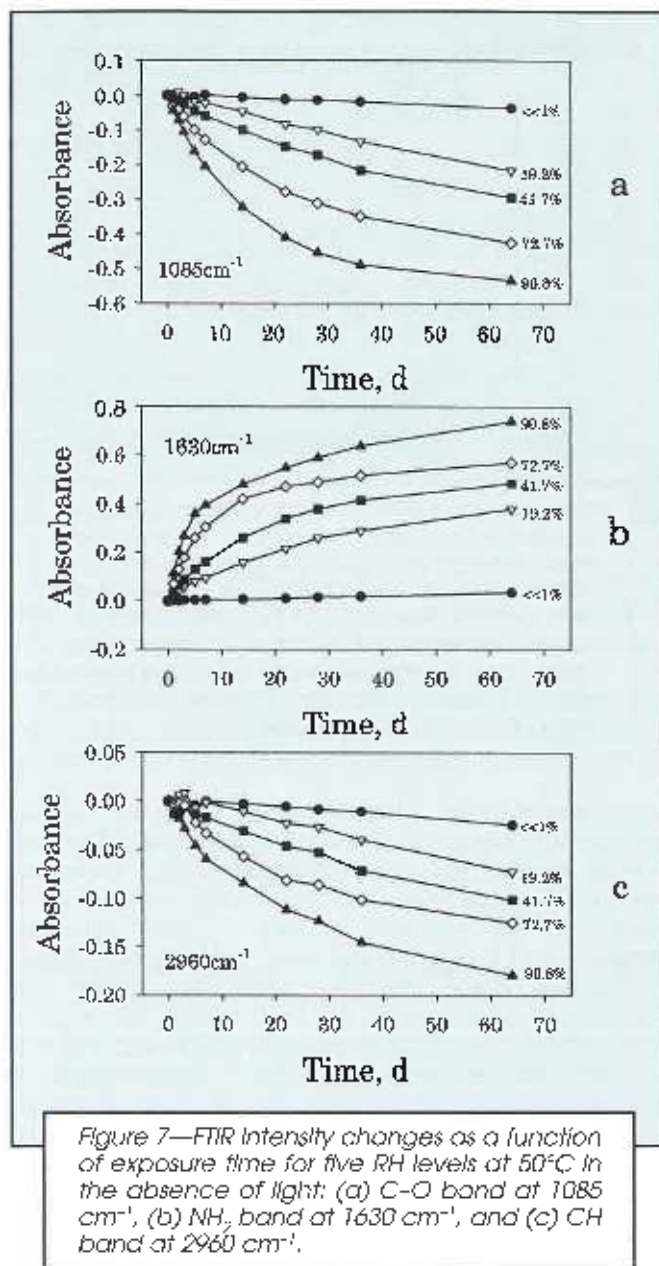 0.1
0.0
-0.1
-0.2
-0.3
-0.4
-0.5
-0.6
Absorbance
1085cm⁻¹
<<1%
72.7%
a
0 10 20 30 40 50 60 70
Time, d
0.8
0.6
0.4
0.2
0.0
-0.2
Absorbance
1630cm⁻¹
90.8%
72.7%
41.7%
19.2%
<<1%
b
0 10 20 30 40 50 60 70
Time, d
0.05
0.00
-0.05
-0.10
-0.15
-0.20
Absorbance
2960cm⁻¹
<<1%
19.2%
41.7%
72.7%
90.8%
c
0 10 20 30 40 50 60 70
Time, d
Figure 7—FTIR intensity changes as a function
of exposure time for five RH levels at 50°C in
the absence of light: (a) C-O band at 1085
cm⁻¹, (b) NH₂ band at 1630 cm⁻¹, and (c) CH
band at 2960 cm⁻¹.